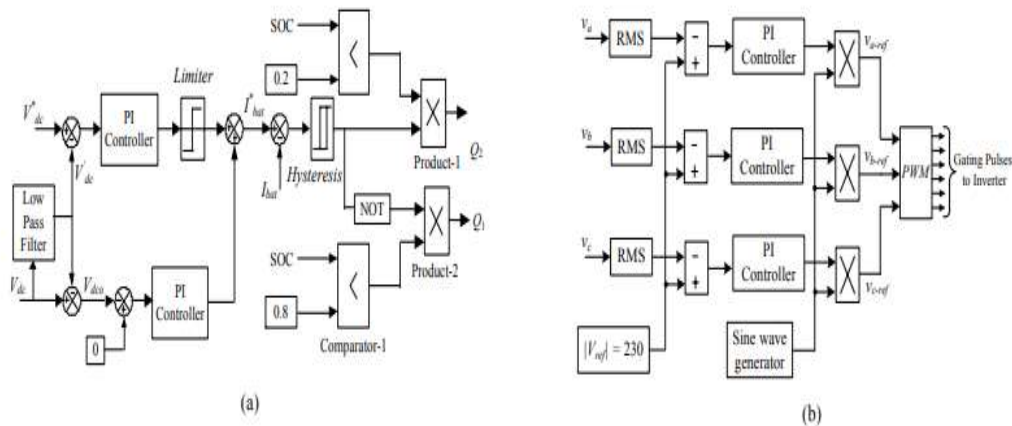 SOC
<
0.2
Limiter
V*dc
PI
Controller
I*bat
Product-1
Q2
V'dc
Ibat
Hysteresis
NOT
Q1
Product-2
Low
Pass
Filter
SOC
<
Vdc
Vdco
PI
Controller
0.8
0
Comparator-1
(a)
va
RMS
-
+
PI
Controller
va-ref
vb
RMS
-
+
PI
Controller
vb-ref
PWM
Gating Pulses
to Inverter
vc
RMS
-
+
PI
Controller
vc-ref
|Vref| = 230
Sine wave
generator
(b)